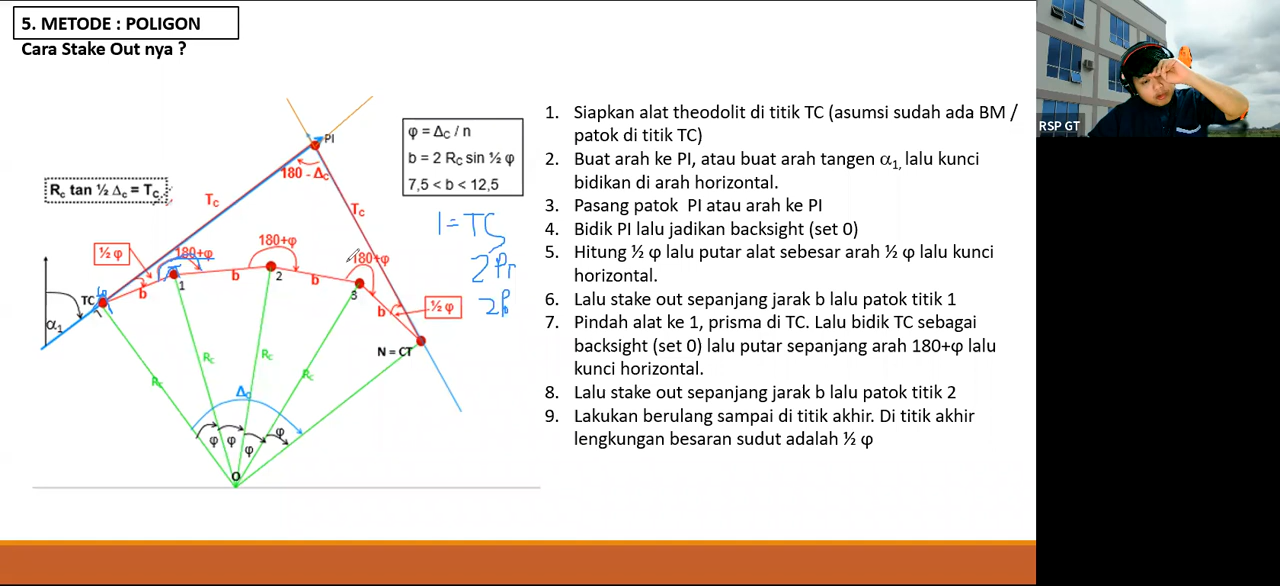 5. METODE : POLIGON
Cara Stake Out nya ?
φ = Δc / n
b = 2 Rc sin ½ φ
7,5 < b < 12,5
Rc tan ½ Δc = Tc
PI
180 - Δc
Tc
Tc
½ φ
180+φ
180+φ
180+φ
½ φ
TC
b
1
b
2
b
3
b
N = CT
α1
Rc
Rc
Rc
Rc
Δc
φ
φ
φ
φ
O
1 = TC
1. Siapkan alat theodolit di titik TC (asumsi sudah ada BM /
patok di titik TC)
2. Buat arah ke PI, atau buat arah tangen α1, lalu kunci
bidikan di arah horizontal.
3. Pasang patok PI atau arah ke PI
4. Bidik PI lalu jadikan backsight (set 0)
5. Hitung ½ φ lalu putar alat sebesar arah ½ φ lalu kunci
horizontal.
6. Lalu stake out sepanjang jarak b lalu patok titik 1
7. Pindah alat ke 1, prisma di TC. Lalu bidik TC sebagai
backsight (set 0) lalu putar sepanjang arah 180+φ lalu
kunci horizontal.
8. Lalu stake out sepanjang jarak b lalu patok titik 2
9. Lakukan berulang sampai di titik akhir. Di titik akhir
lengkungan besaran sudut adalah ½ φ
RSP GT